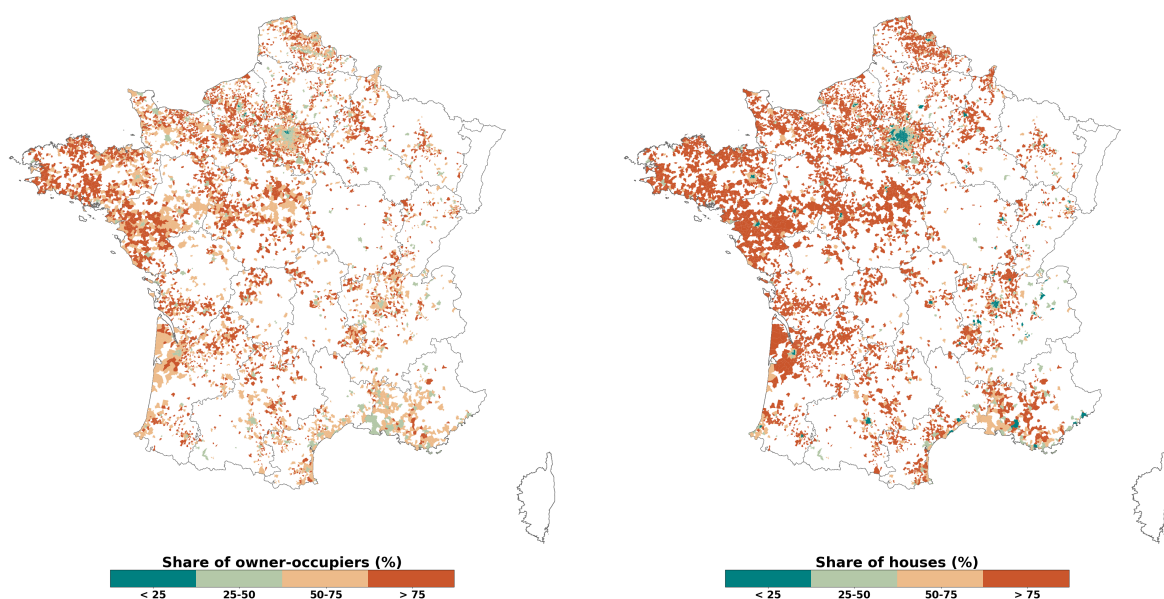 Share of owner-occupiers (%)
< 25 25-50 50-75 > 75
Share of houses (%)
< 25 25-50 50-75 > 75